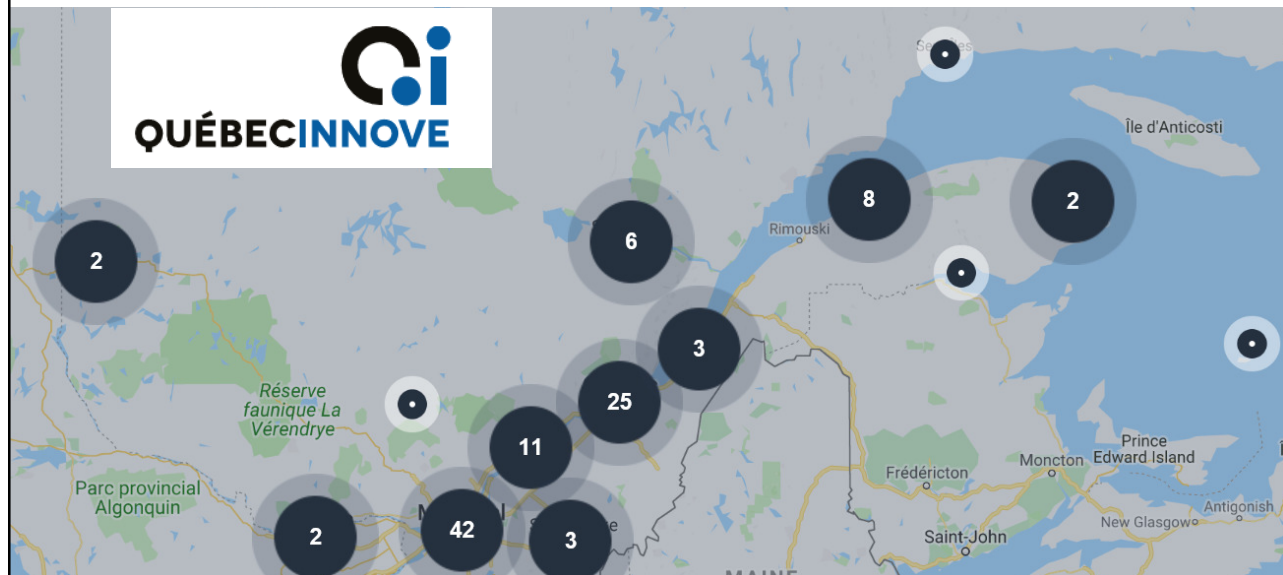 QUÉBECINNOVE
Île d'Anticosti
8
2
Rimouski
6
2
3
Réserve
faunique La
Vérendrye
25
11
Prince
Edward Island
Frédéricton
Moncton
Parc provincial
Algonquin
Antigonish
New Glasgow
42
2
3
Saint-John
MAINE